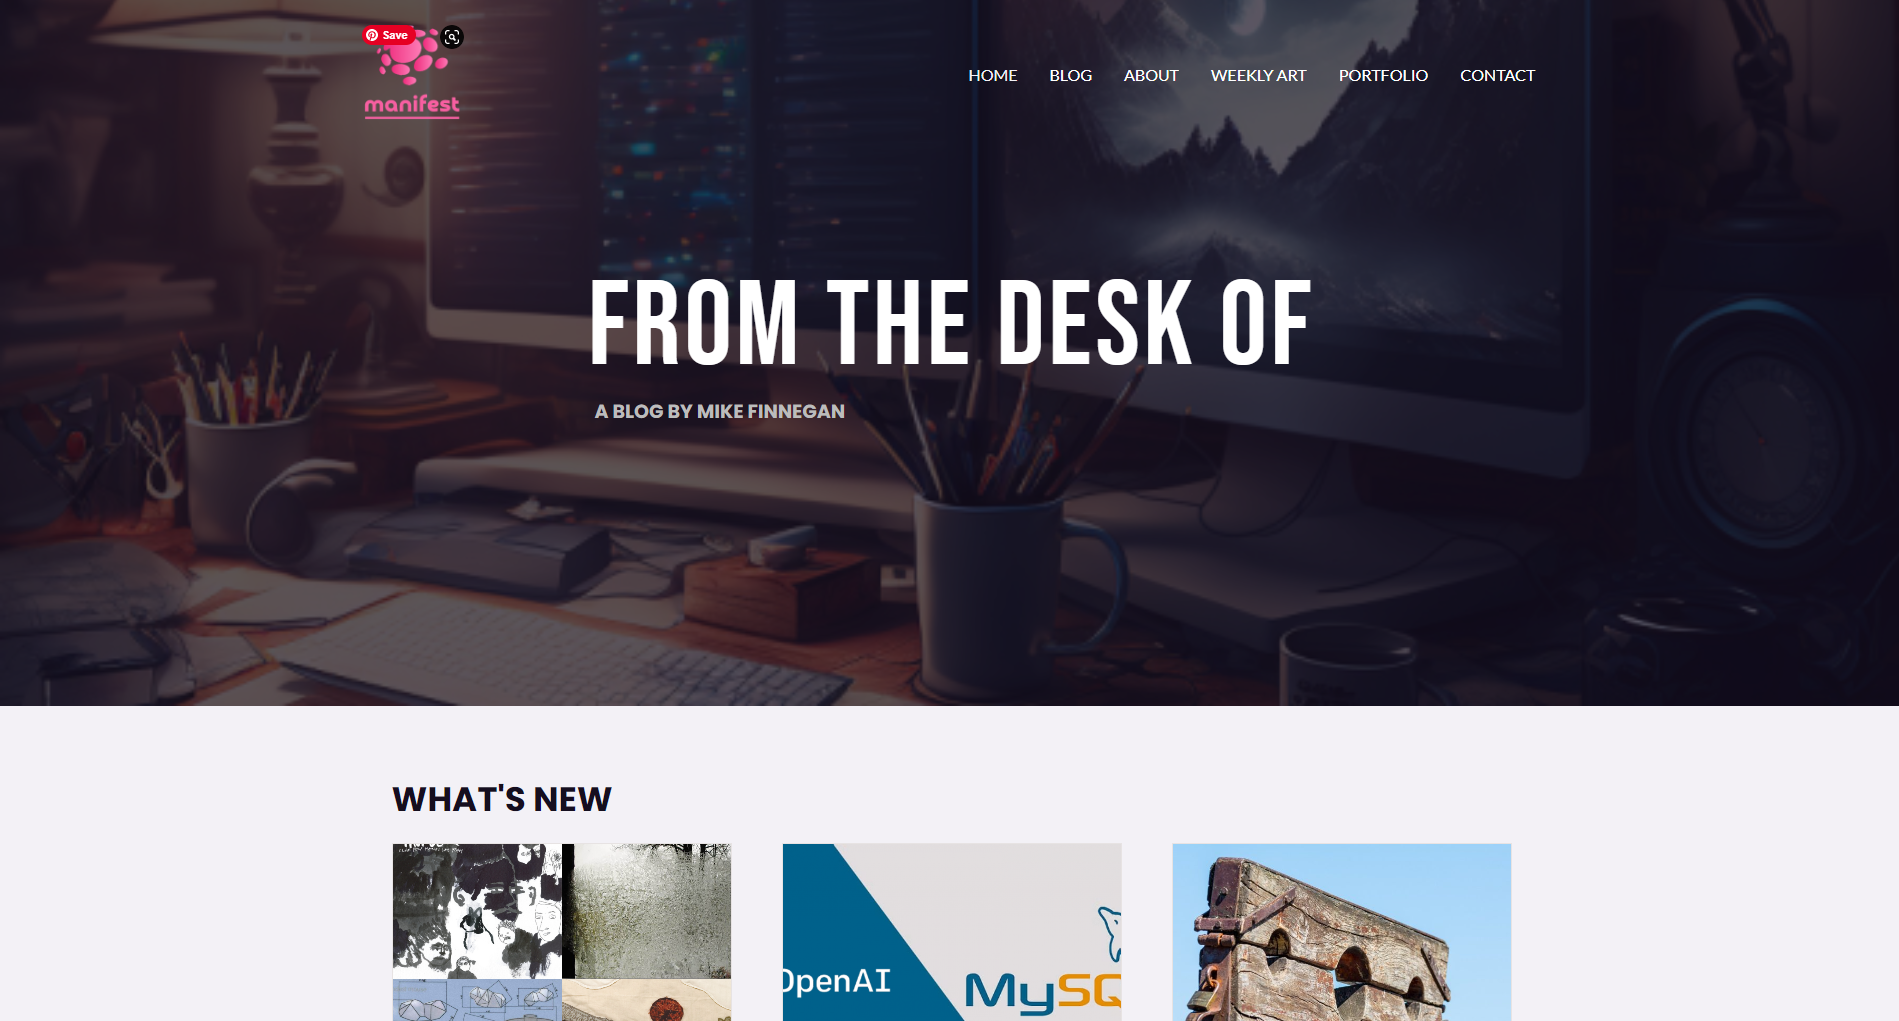 Save
manifest
HOME BLOG ABOUT WEEKLY ART PORTFOLIO CONTACT
FROM THE DESK OF
A BLOG BY MIKE FINNEGAN
WHAT'S NEW
OpenAI
MySQ